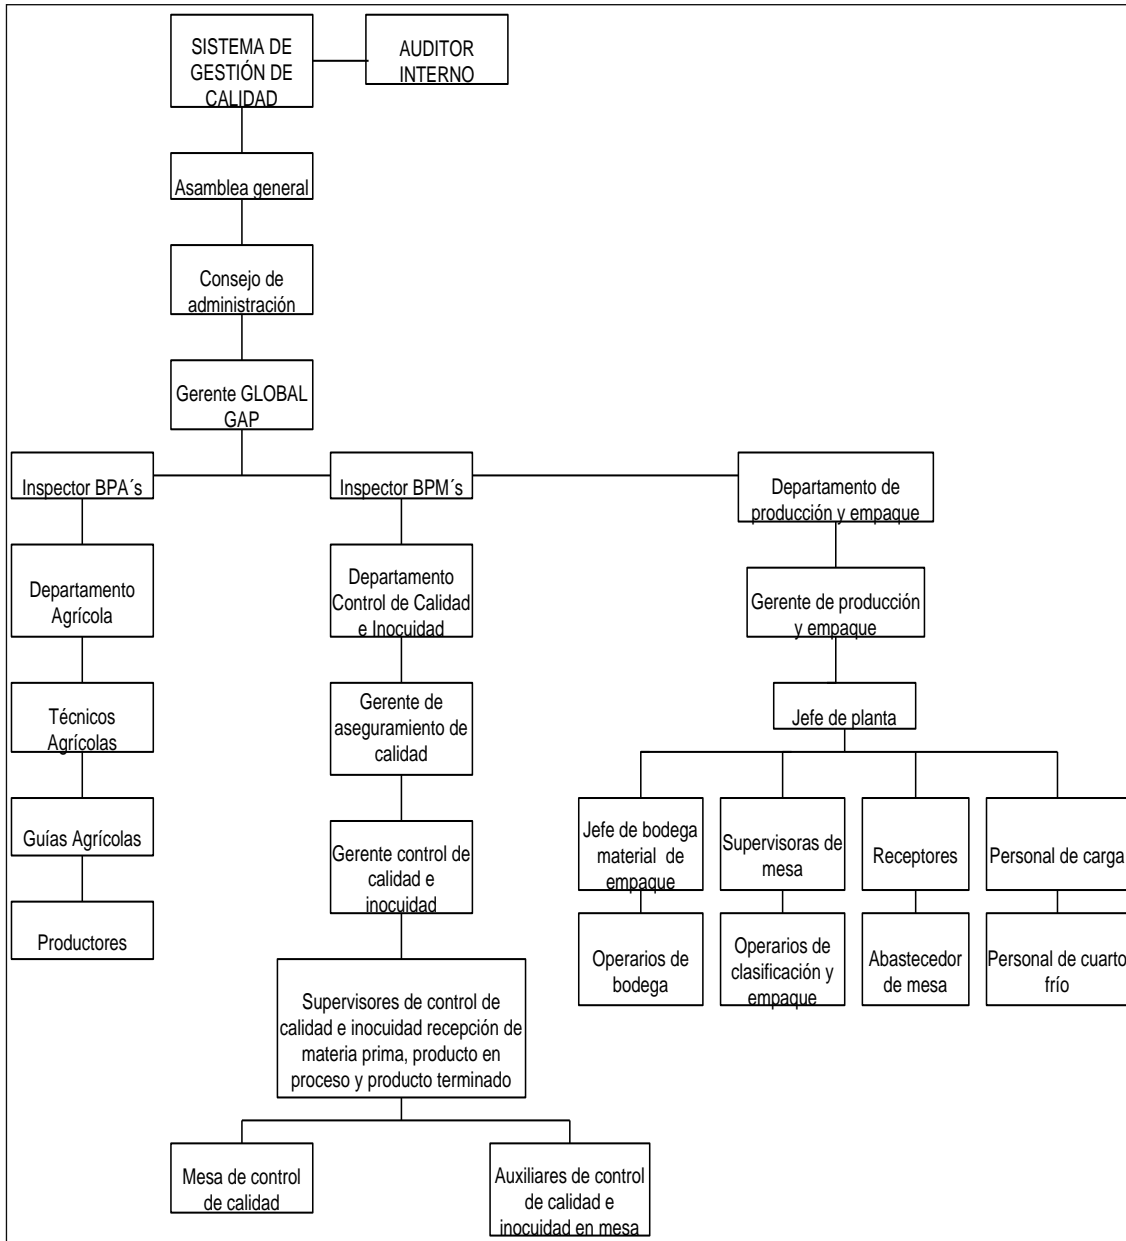 SISTEMA DE
GESTIÓN DE
CALIDAD
AUDITOR
INTERNO
Asamblea general
Consejo de
administración
Gerente GLOBAL
GAP
Inspector BPA´s
Inspector BPM´s
Departamento de
producción y empaque
Departamento
Agrícola
Departamento
Control de Calidad
e Inocuidad
Gerente de producción
y empaque
Técnicos
Agrícolas
Gerente de
aseguramiento de
calidad
Jefe de planta
Guías Agrícolas
Gerente control de
calidad e
inocuidad
Jefe de bodega
material de
empaque
Supervisoras de
mesa
Receptores
Personal de carga
Productores
Operarios de
bodega
Operarios de
clasificación y
empaque
Abastecedor
de mesa
Personal de cuarto
frío
Supervisores de control de
calidad e inocuidad recepción de
materia prima, producto en
proceso y producto terminado
Mesa de control
de calidad
Auxiliares de control
de calidad e
inocuidad en mesa